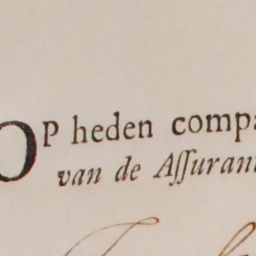 OP heden compa
van de Aſſuran